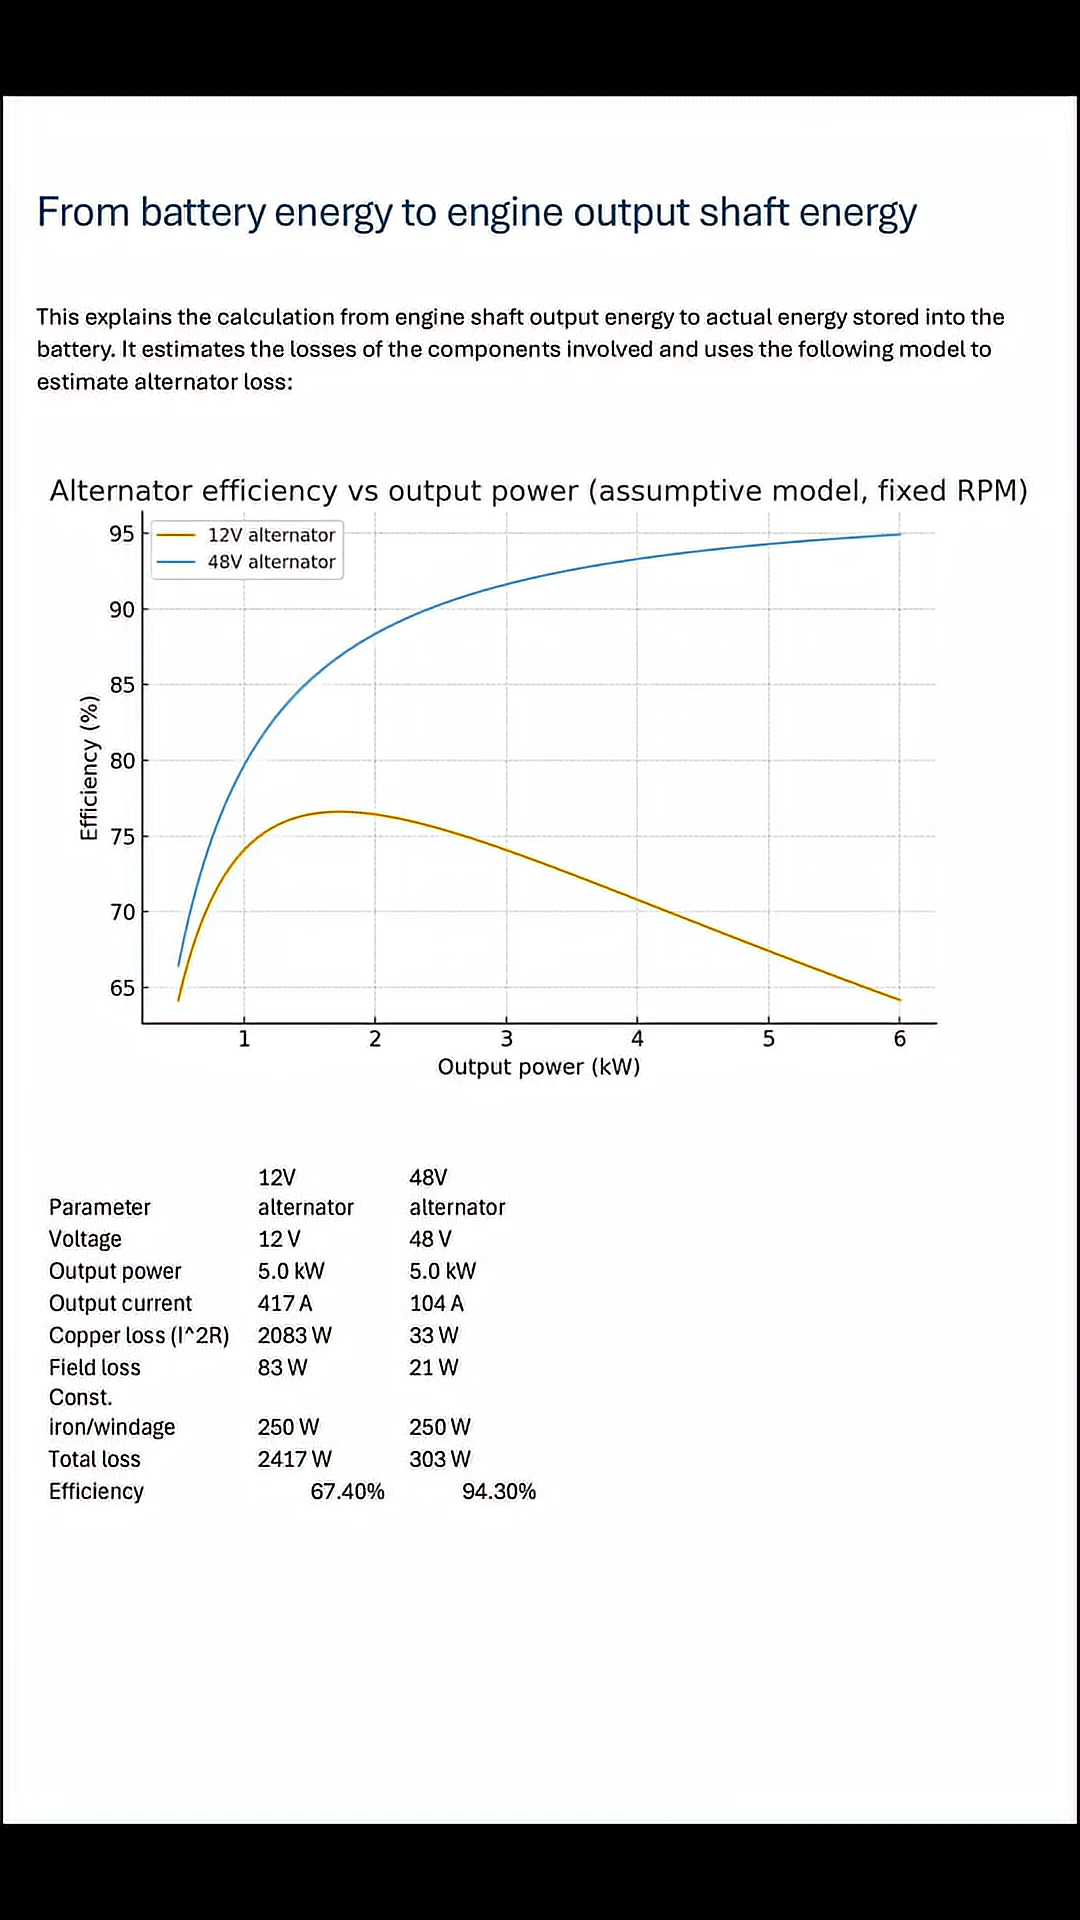 From battery energy to engine output shaft energy
This explains the calculation from engine shaft output energy to actual energy stored into the
battery. It estimates the losses of the components involved and uses the following model to
estimate alternator loss:
Alternator efficiency vs output power (assumptive model, fixed RPM)
12V alternator
48V alternator
95
90
85
80
75
70
65
Efficiency (%)
1 2 3 4 5 6
Output power (kW)
12V 48V
Parameter alternator alternator
Voltage 12 V 48 V
Output power 5.0 kW 5.0 kW
Output current 417 A 104 A
Copper loss (I^2R) 2083 W 33 W
Field loss 83 W 21 W
Const.
iron/windage 250 W 250 W
Total loss 2417 W 303 W
Efficiency 67.40% 94.30%